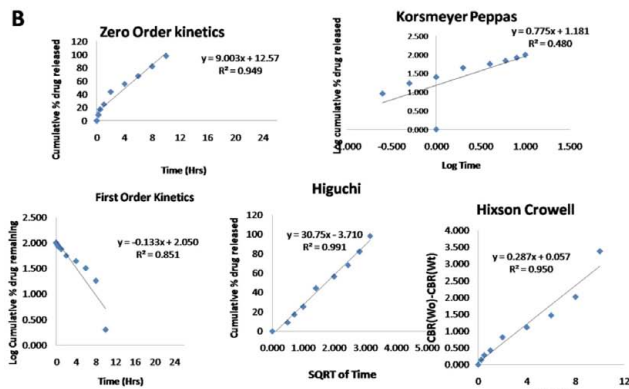 B
Zero Order kinetics
Cumulative % drug released
120
100
80
60
40
20
0
y = 9.003x + 12.57
R² = 0.949
0 4 8 12 16 20 24
Time (Hrs)
Korsmeyer Peppas
Log cumulative % drug released
y = 0.775x + 1.181
R² = 0.480
2.500
2.000
1.500
1.000
0.500
0.000
-0.500 0.000 0.500 1.000 1.500
Log Time
First Order Kinetics
Log Cumulative % drug remaining
2.500
2.000
1.500
1.000
0.500
0.000
y = -0.133x + 2.050
R² = 0.851
0 4 8 12 16 20 24
Time (Hrs)
Higuchi
Cumulative % drug released
120
100
80
60
40
20
0
y = 30.75x - 3.710
R² = 0.991
0.000 1.000 2.000 3.000 4.000 5.000
SQRT of Time
Hixson Crowell
CBR(Wo)-CBR(Wt)
4.000
3.500
3.000
2.500
2.000
1.500
1.000
0.500
0.000
y = 0.287x + 0.057
R² = 0.950
0 4 8 12